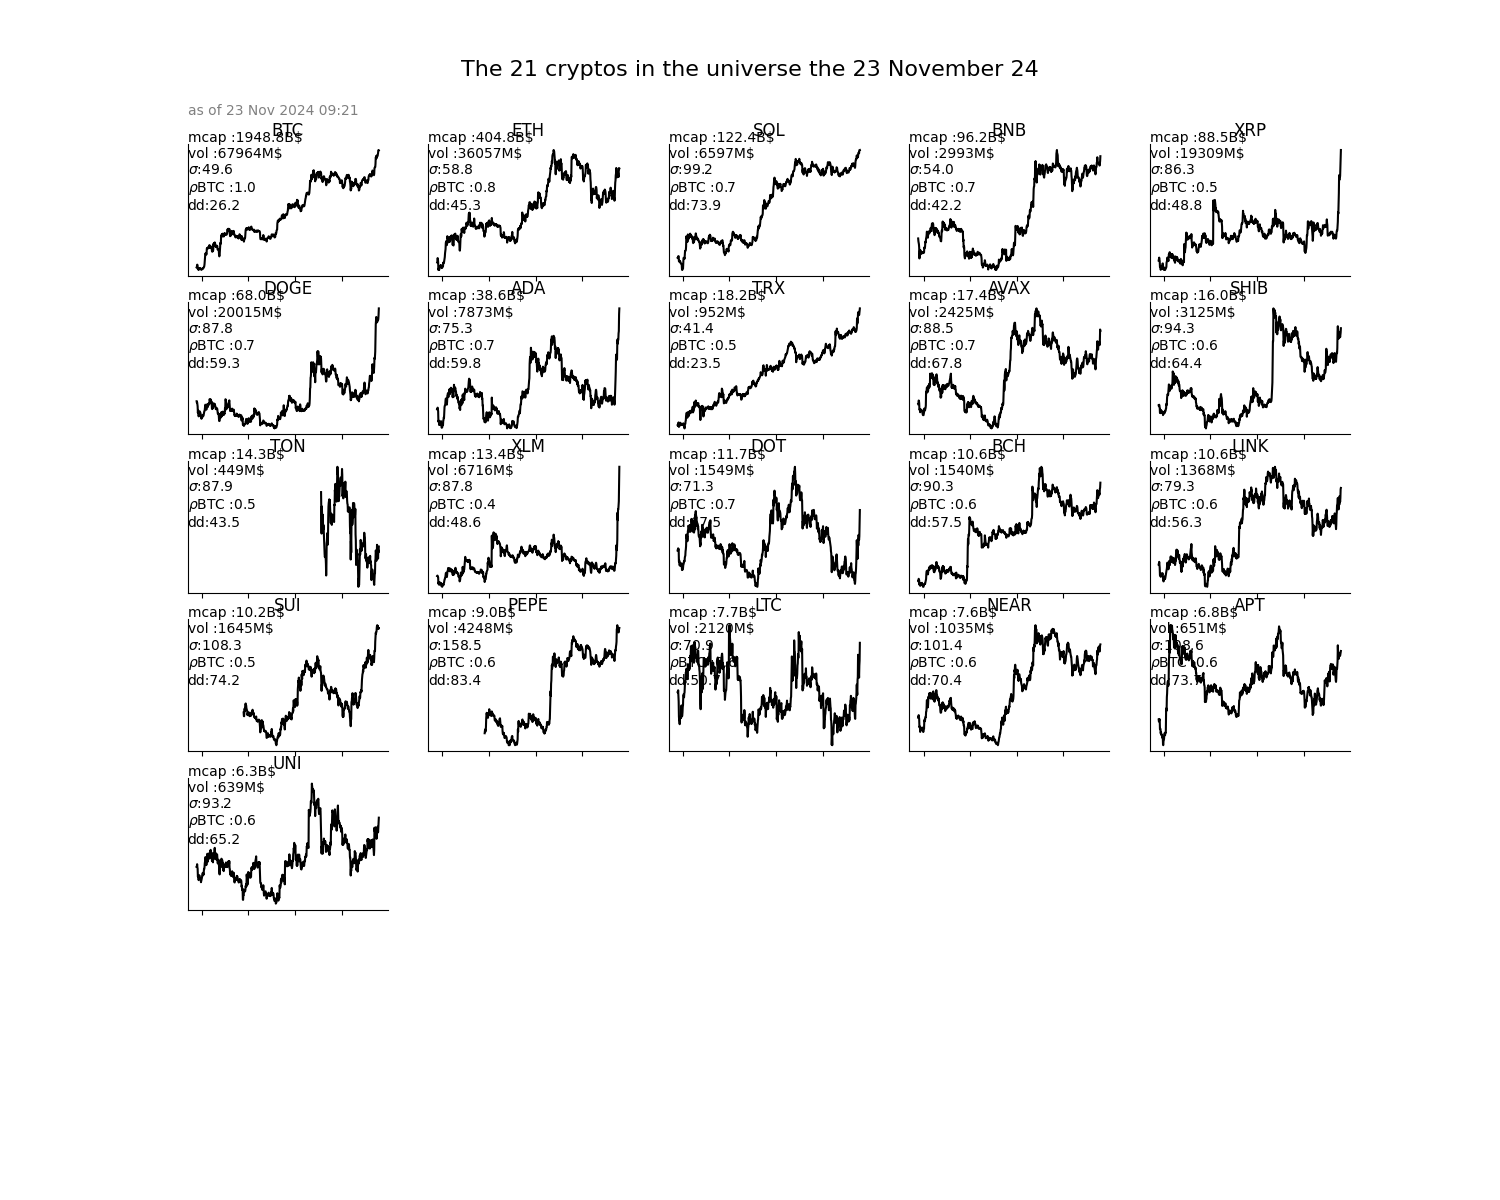 The 21 cryptos in the universe the 23 November 24
as of 23 Nov 2024 09:21
BTC
mcap :1948.8B$
vol :67964M$
σ:49.6
ρBTC :1.0
dd:26.2
ETH
mcap :404.8B$
vol :36057M$
σ:58.8
ρBTC :0.8
dd:45.3
SOL
mcap :122.4B$
vol :6597M$
σ:99.2
ρBTC :0.7
dd:73.9
BNB
mcap :96.2B$
vol :2993M$
σ:54.0
ρBTC :0.7
dd:42.2
XRP
mcap :88.5B$
vol :19309M$
σ:86.3
ρBTC :0.5
dd:48.8
DOGE
mcap :68.0B$
vol :20015M$
σ:87.8
ρBTC :0.7
dd:59.3
ADA
mcap :38.6B$
vol :7873M$
σ:75.3
ρBTC :0.7
dd:59.8
TRX
mcap :18.2B$
vol :952M$
σ:41.4
ρBTC :0.5
dd:23.5
AVAX
mcap :17.4B$
vol :2425M$
σ:88.5
ρBTC :0.7
dd:67.8
SHIB
mcap :16.0B$
vol :3125M$
σ:94.3
ρBTC :0.6
dd:64.4
TON
mcap :14.3B$
vol :449M$
σ:87.9
ρBTC :0.5
dd:43.5
XLM
mcap :13.4B$
vol :6716M$
σ:87.8
ρBTC :0.4
dd:48.6
DOT
mcap :11.7B$
vol :1549M$
σ:71.3
ρBTC :0.7
BCH
mcap :10.6B$
vol :1540M$
σ:90.3
ρBTC :0.6
dd:57.5
LINK
mcap :10.6B$
vol :1368M$
σ:79.3
ρBTC :0.6
dd:56.3
SUI
mcap :10.2B$
vol :1645M$
σ:108.3
ρBTC :0.5
dd:74.2
PEPE
mcap :9.0B$
vol :4248M$
σ:158.5
ρBTC :0.6
dd:83.4
LTC
mcap :7.7B$
vol :2120M$
σ:70.9
NEAR
mcap :7.6B$
vol :1035M$
σ:101.4
ρBTC :0.6
dd:70.4
APT
mcap :6.8B$
vol :651M$
σ:108.6
ρBTC :0.6
UNI
mcap :6.3B$
vol :639M$
σ:93.2
ρBTC :0.6
dd:65.2